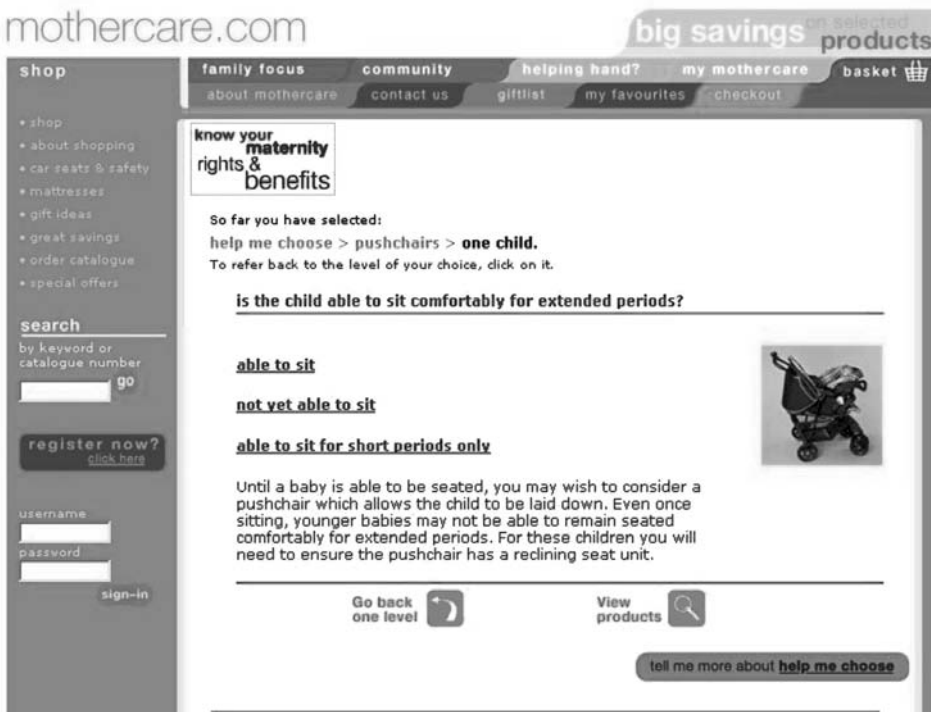 mothercare.com
big savings on selected products
shop
family focus community helping hand? my mothercare basket
about mothercare contact us giftlist my favourites checkout
• shop
• about shopping
• car seats & safety
• mattresses
• gift ideas
• great savings
• order catalogue
• special offers
search
by keyword or
catalogue number
go
register now?
click here
username
password
sign-in
know your
maternity
rights &
benefits
So far you have selected:
help me choose > pushchairs > one child.
To refer back to the level of your choice, click on it.
is the child able to sit comfortably for extended periods?
able to sit
not yet able to sit
able to sit for short periods only
Until a baby is able to be seated, you may wish to consider a
pushchair which allows the child to be laid down. Even once
sitting, younger babies may not be able to remain seated
comfortably for extended periods. For these children you will
need to ensure the pushchair has a reclining seat unit.
Go back
one level
View
products
tell me more about help me choose